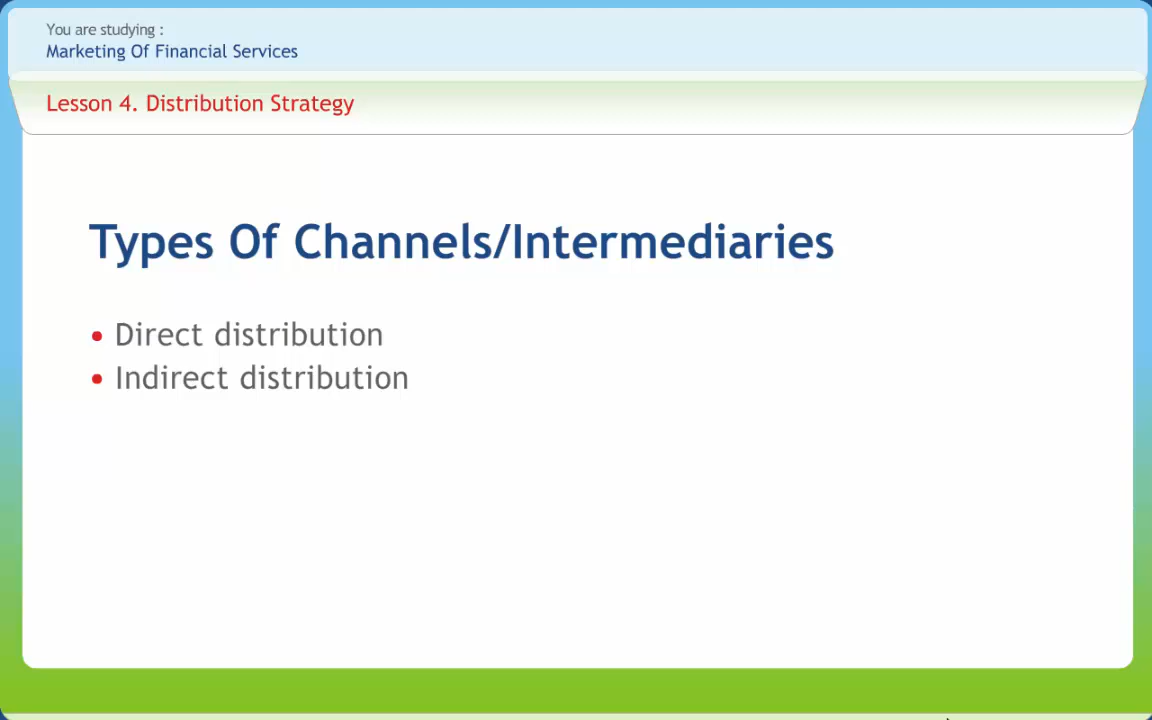 You are studying :
Marketing Of Financial Services
Lesson 4. Distribution Strategy
Types Of Channels/Intermediaries
• Direct distribution
• Indirect distribution